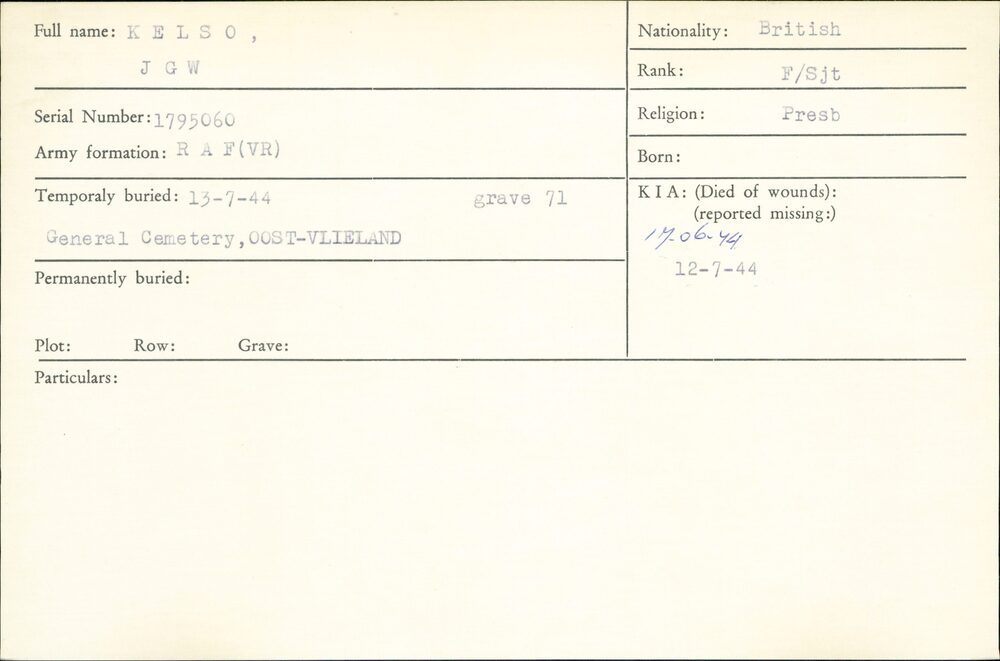 Full name: K E L S O ,
J G W
Serial Number: 1795060
Army formation: R A F(VR)
Temporaly buried: 13-7-44 grave 71
General Cemetery,OOST-VLIELAND
Permanently buried:
Plot: Row: Grave:
Nationality: British
Rank: F/Sjt
Religion: Presb
Born:
K I A: (Died of wounds):
(reported missing:)
17-06-44
12-7-44
Particulars: